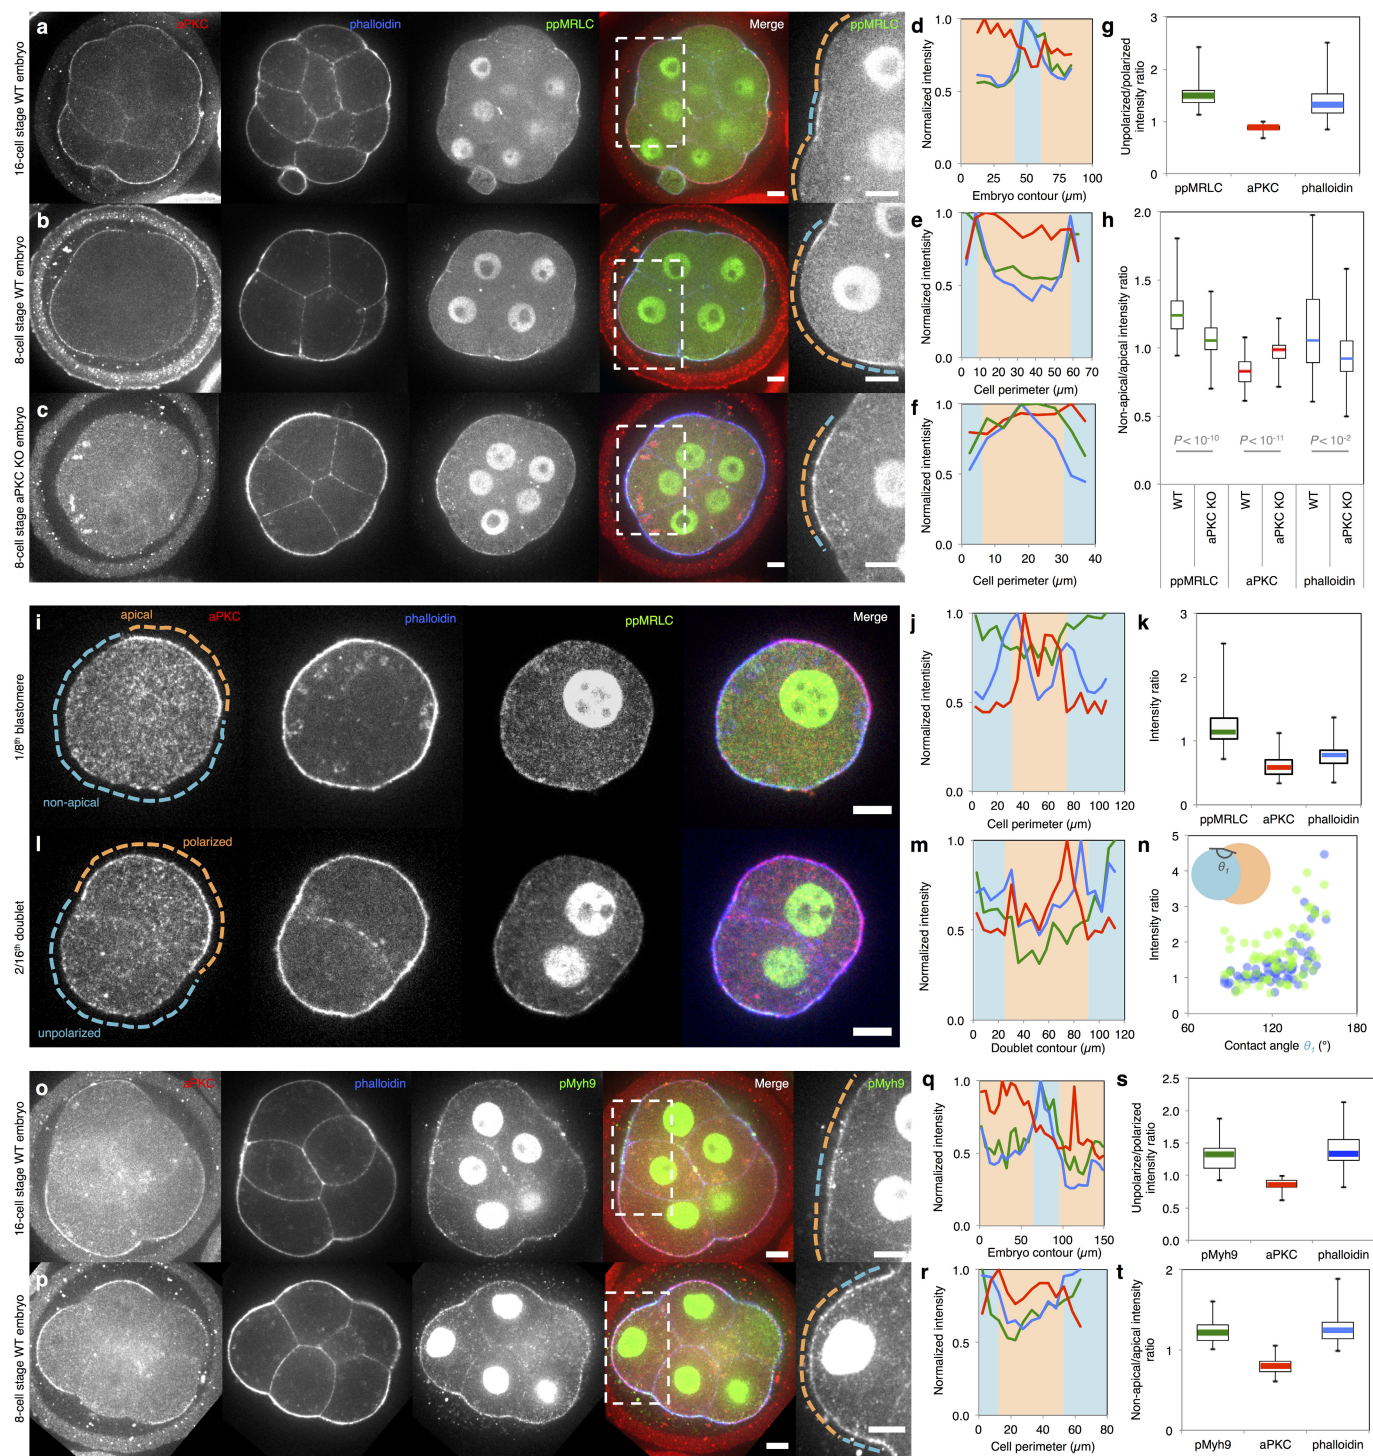 a
aPKC
phalloidin
ppMRLC
Merge
ppMRLC
16-cell stage WT embryo
b
8-cell stage WT embryo
c
8-cell stage aPKC KO embryo
d
Normalized intensity
1.0
0.5
0.0
0 25 50 75 100
Embryo contour (µm)
e
Normalized intentisity
1.0
0.5
0.0
0 10 20 30 40 50 60 70
Cell perimeter (µm)
f
Normalized intentisity
1.0
0.5
0.0
0 10 20 30 40
Cell perimeter (µm)
g
Unpolarized/polarized
intensity ratio
3
2
1
0
ppMRLC aPKC phalloidin
h
Non-apical/apical intensity ratio
2.0
1.5
1.0
0.5
0.0
P < 10-10 P < 10-11 P < 10-2
WT aPKC KO WT aPKC KO WT aPKC KO
ppMRLC aPKC phalloidin
i
apical
aPKC
phalloidin
ppMRLC
Merge
1/8th blastomere
non-apical
j
Normalized intentisity
1.0
0.5
0.0
0 20 40 60 80 100 120
Cell perimeter (µm)
k
Intensity ratio
3
2
1
0
ppMRLC aPKC phalloidin
l
polarized
2/16th doublet
unpolarized
m
Normalized intensity
1.0
0.5
0.0
0 20 40 60 80 100 120
Doublet contour (µm)
n
θ1
Intensity ratio
5
4
3
2
1
0
60 120 180
Contact angle θ1 (°)
o
aPKC
phalloidin
pMyh9
Merge
pMyh9
16-cell stage WT embryo
p
8-cell stage WT embryo
q
Normalized intensity
1.0
0.5
0.0
0 50 100 150
Embryo contour (µm)
r
Normalized intensity
1.0
0.5
0.0
0 20 40 60 80
Cell perimeter (µm)
s
Unpolarize/polarized
intensity ratio
2.5
2.0
1.5
1.0
0.5
0.0
pMyh9 aPKC phalloidin
t
Non-apical/apical intensity
ratio
2
1
0
pMyh9 aPKC phalloidin